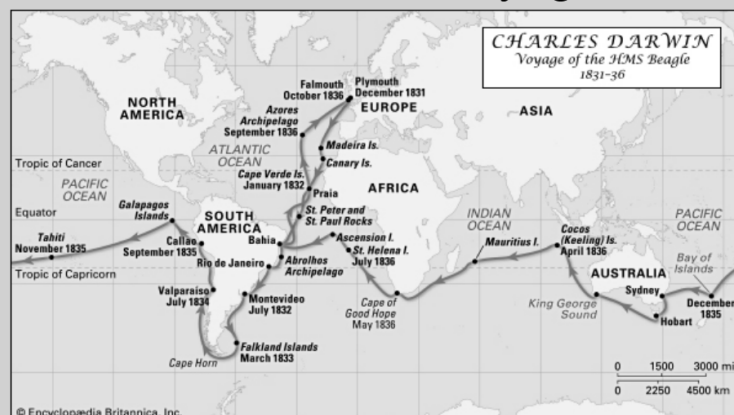 CHARLES DARWIN
Voyage of the HMS Beagle
1831-36
Falmouth
October 1836
Plymouth
December 1831
EUROPE
NORTH
AMERICA
Azores
Archipelago
September 1836
ASIA
ATLANTIC
OCEAN
Madeira Is.
Canary Is.
Tropic of Cancer
Cape Verde Is.
January 1832
Praia
AFRICA
PACIFIC
OCEAN
Galapagos
Islands
Equator
SOUTH
AMERICA
St. Peter and
St. Paul Rocks
INDIAN
OCEAN
PACIFIC
OCEAN
Tahiti
November 1835
Callao
September 1835
Bahia
Ascension I.
St. Helena I.
July 1836
Mauritius I.
Cocos
(Keeling) Is.
April 1836
Rio de Janeiro
Abrolhos
Archipelago
Tropic of Capricorn
AUSTRALIA
Bay of
Islands
Valparaiso
July 1834
Montevideo
July 1832
Cape of
Good Hope
May 1836
King George
Sound
Sydney
December
1835
Hobart
Falkland Islands
March 1833
Cape Horn
0 1500 3000 mi
0 2250 4500 km
© Encyclopædia Britannica, Inc.